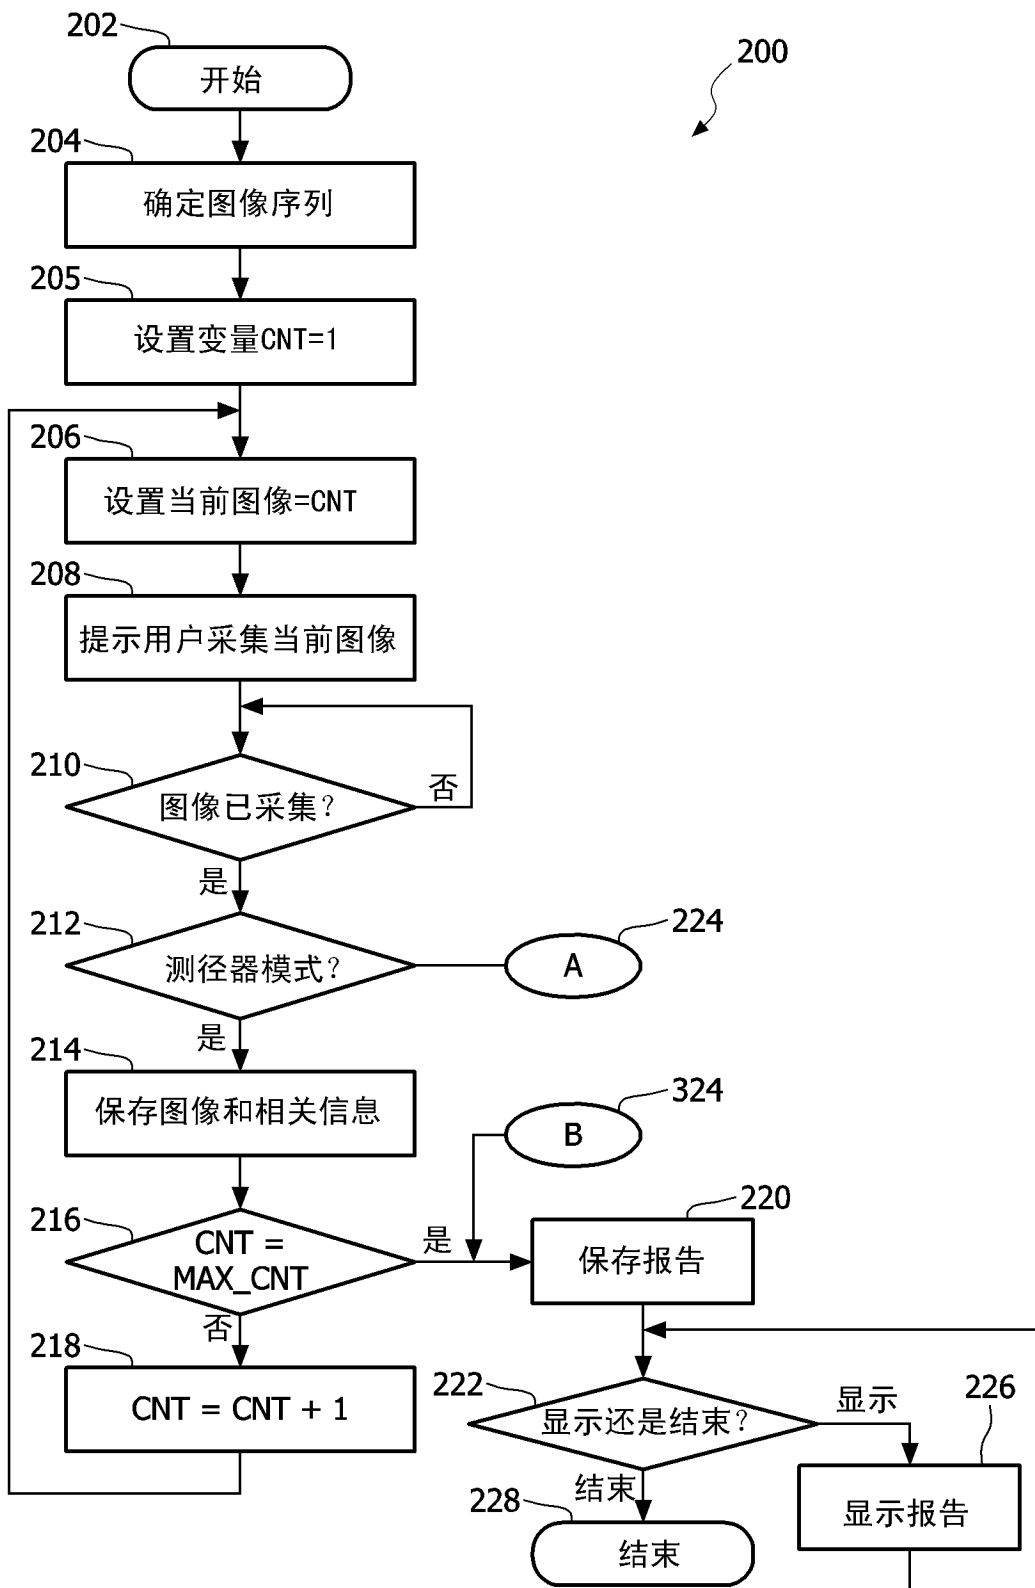 202
开始
200
204
确定图像序列
205
设置变量CNT=1
206
设置当前图像=CNT
208
提示用户采集当前图像
210
图像已采集?
否
是
212
测径器模式?
224
A
是
214
保存图像和相关信息
324
B
216
CNT =
MAX_CNT
是
220
保存报告
否
218
CNT = CNT + 1
222
显示还是结束?
显示
226
显示报告
结束
228
结束